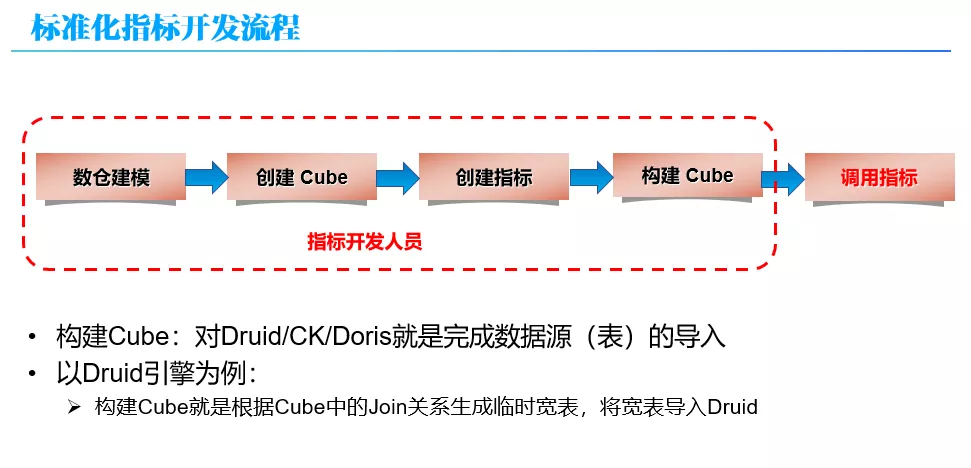 标准化指标开发流程
数仓建模
创建 Cube
创建指标
构建 Cube
调用指标
指标开发人员
• 构建Cube：对Druid/CK/Doris就是完成数据源（表）的导入
• 以Druid引擎为例：
➢ 构建Cube就是根据Cube中的Join关系生成临时宽表，将宽表导入Druid